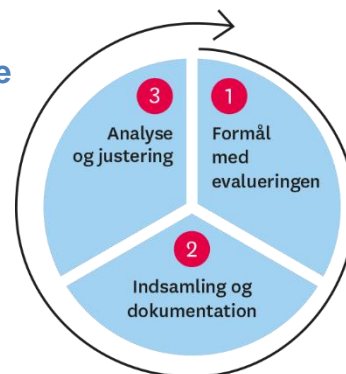 e
1
Formål
med
evalueringen
2
Indsamling og
dokumentation
3
Analyse
og justering